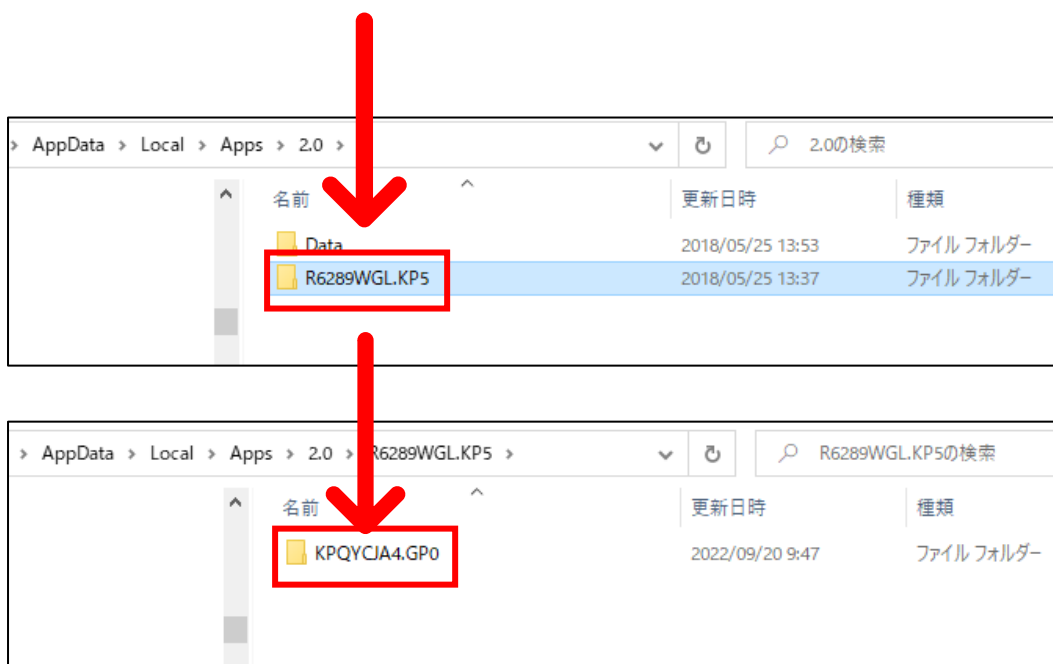 > AppData > Local > Apps > 2.0 >
2.0の検索
名前
更新日時
種類
Data
2018/05/25 13:53
ファイル フォルダー
R6289WGL.KP5
2018/05/25 13:37
ファイル フォルダー
> AppData > Local > Apps > 2.0 > R6289WGL.KP5 >
R6289WGL.KP5の検索
名前
更新日時
種類
KPQYCJA4.GP0
2022/09/20 9:47
ファイル フォルダー